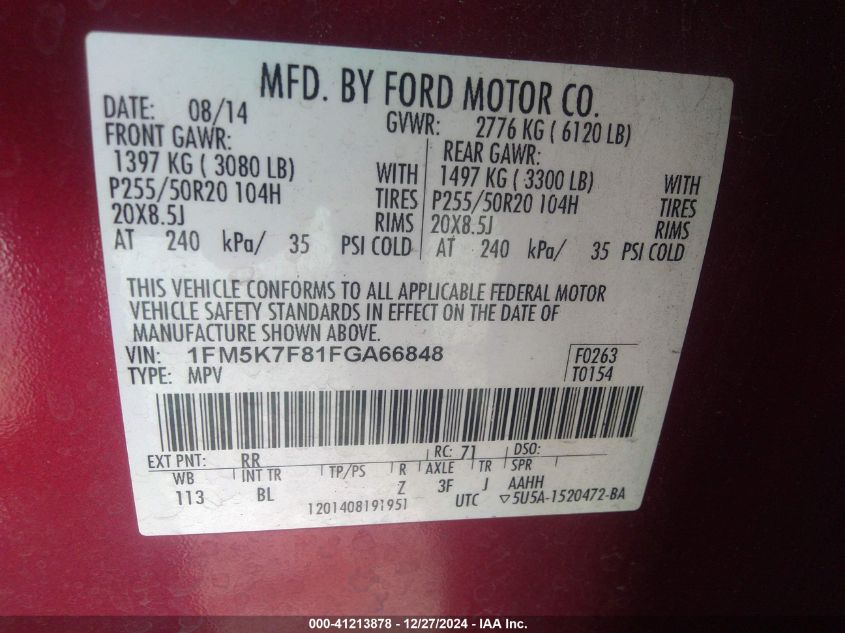 MFD. BY FORD MOTOR CO.
DATE: 08/14 GVWR: 2776 KG ( 6120 LB)
FRONT GAWR: REAR GAWR:
1397 KG ( 3080 LB) WITH 1497 KG ( 3300 LB) WITH
P255/50R20 104H TIRES P255/50R20 104H TIRES
20X8.5J RIMS 20X8.5J RIMS
AT 240 kPa/ 35 PSI COLD AT 240 kPa/ 35 PSI COLD
THIS VEHICLE CONFORMS TO ALL APPLICABLE FEDERAL MOTOR
VEHICLE SAFETY STANDARDS IN EFFECT ON THE DATE OF
MANUFACTURE SHOWN ABOVE.
VIN: 1FM5K7F81FGA66848 F0263
TYPE: MPV T0154
EXT PNT: RR RC: 71 DSO:
WB INT TR TP/PS R AXLE TR SPR
113 BL Z 3F J AAHH
1201408191951 UTC ▽5U5A-1520472-BA
000-41213878 - 12/27/2024 - IAA Inc.